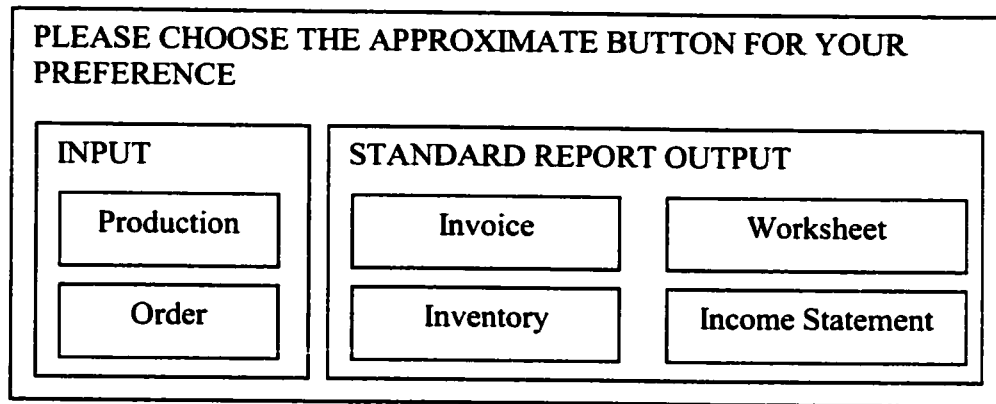 PLEASE CHOOSE THE APPROXIMATE BUTTON FOR YOUR
PREFERENCE
INPUT
Production
Order
STANDARD REPORT OUTPUT
Invoice
Worksheet
Inventory
Income Statement